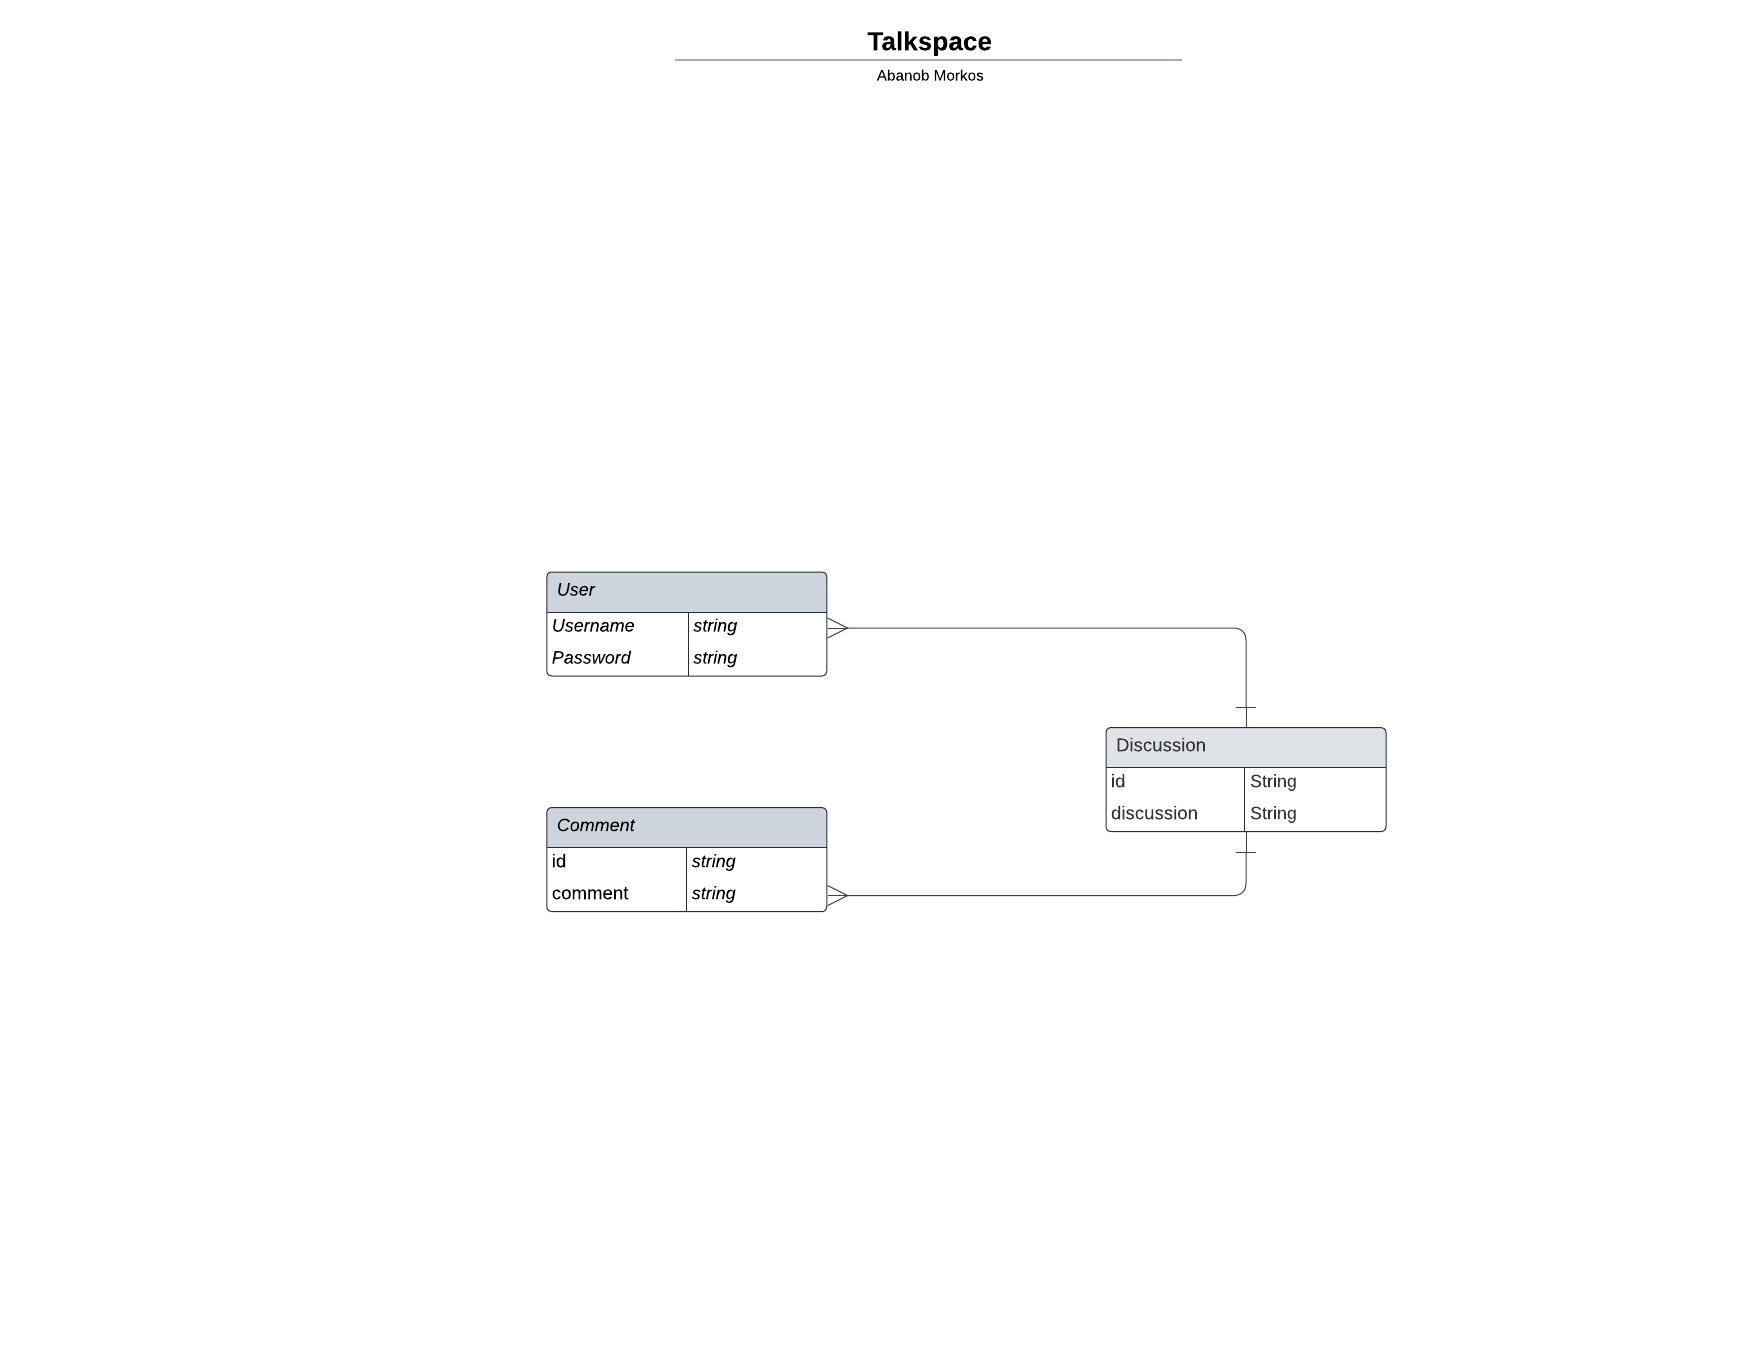 Talkspace
Abanob Morkos
User
Username string
Password string
Discussion
id String
discussion String
Comment
id string
comment string